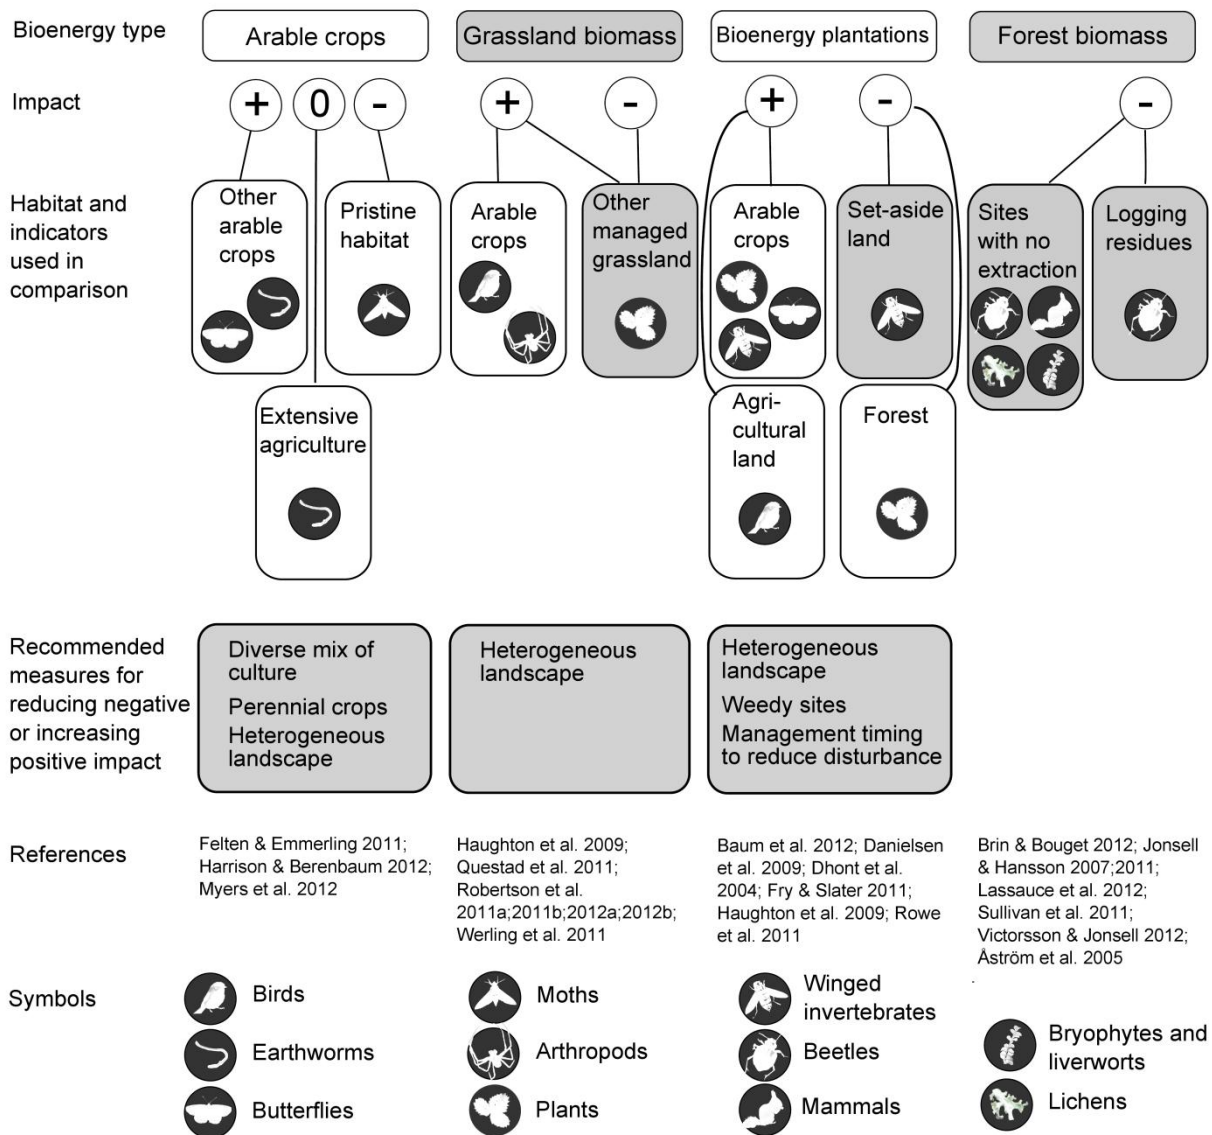 Bioenergy type
Arable crops
Grassland biomass
Bioenergy plantations
Forest biomass
Impact
+
0
-
+
-
+
-
-
Habitat and
indicators
used in
comparison
Other
arable
crops
Pristine
habitat
Arable
crops
Other
managed
grassland
Arable
crops
Set-aside
land
Sites
with no
extraction
Logging
residues
Extensive
agriculture
Agri-
cultural
land
Forest
Recommended
measures for
reducing negative
or increasing
positive impact
Diverse mix of
culture
Perennial crops
Heterogeneous
landscape
Heterogeneous
landscape
Heterogeneous
landscape
Weedy sites
Management timing
to reduce disturbance
References
Felten & Emmerling 2011;
Harrison & Berenbaum 2012;
Myers et al. 2012
Haughton et al. 2009;
Questad et al. 2011;
Robertson et al.
2011a;2011b;2012a;2012b;
Werling et al. 2011
Baum et al. 2012; Danielsen
et al. 2009; Dhont et al.
2004; Fry & Slater 2011;
Haughton et al. 2009; Rowe
et al. 2011
Brin & Bouget 2012; Jonsell
& Hansson 2007;2011;
Lassauce et al. 2012;
Sullivan et al. 2011;
Victorsson & Jonsell 2012;
Åström et al. 2005
.
Symbols
Birds
Earthworms
Butterflies
Moths
Arthropods
Plants
Winged
invertebrates
Beetles
Mammals
Bryophytes and
liverworts
Lichens